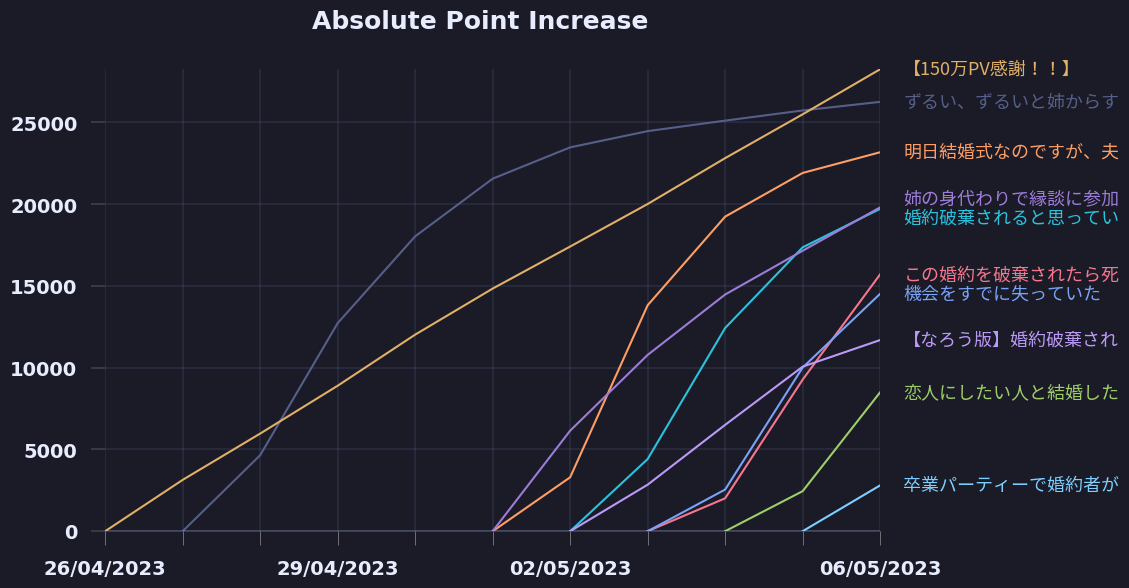 Absolute Point Increase
【150万PV感謝！！】
ずるい、ずるいと姉からす
25000
明日結婚式なのですが、夫
20000
姉の身代わりで縁談に参加
婚約破棄されると思ってい
15000
この婚約を破棄されたら死
機会をすでに失っていた
10000
【なろう版】婚約破棄され
恋人にしたい人と結婚した
5000
卒業パーティーで婚約者が
0
26/04/2023 29/04/2023 02/05/2023 06/05/2023